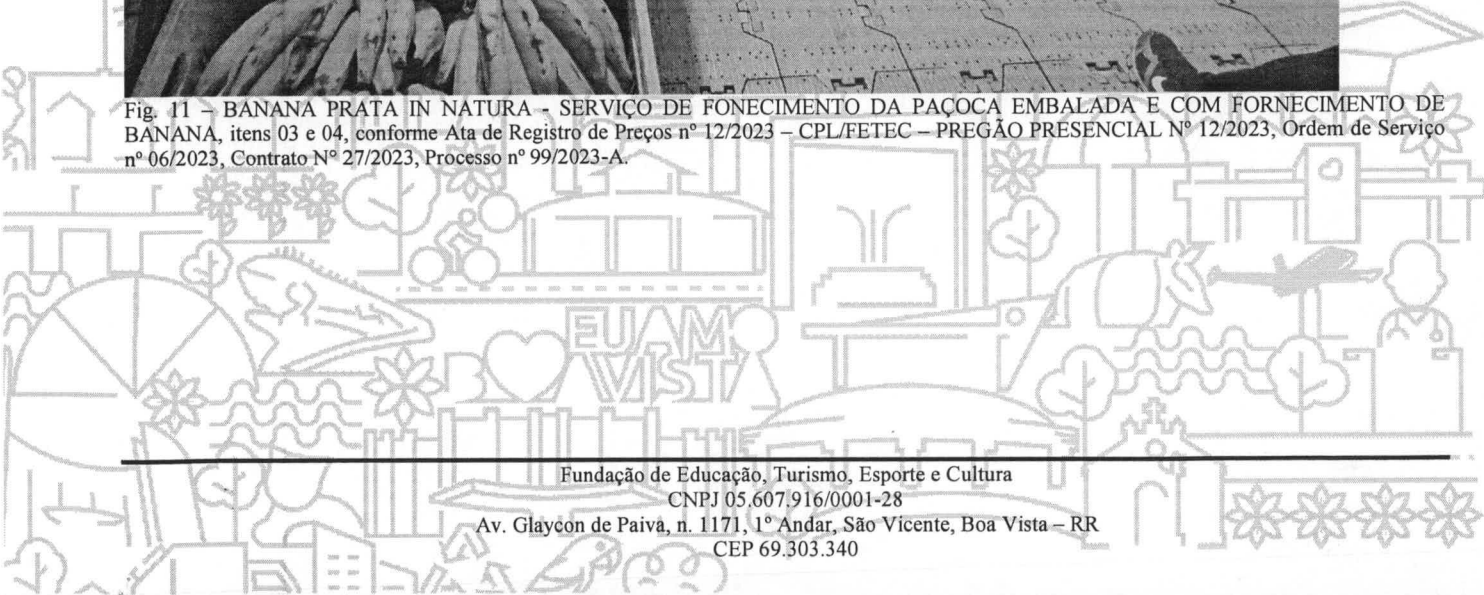 Fig. 11 – BANANA PRATA IN NATURA - SERVIÇO DE FONECIMENTO DA PAÇOCA EMBALADA E COM FORNECIMENTO DE
BANANA, itens 03 e 04, conforme Ata de Registro de Preços nº 12/2023 – CPL/FETEC – PREGÃO PRESENCIAL Nº 12/2023, Ordem de Serviço
nº 06/2023, Contrato Nº 27/2023, Processo nº 99/2023-A.
EU AMO
BOA VISTA
Fundação de Educação, Turismo, Esporte e Cultura
CNPJ 05.607.916/0001-28
Av. Glaycon de Paiva, n. 1171, 1º Andar, São Vicente, Boa Vista – RR
CEP 69.303.340